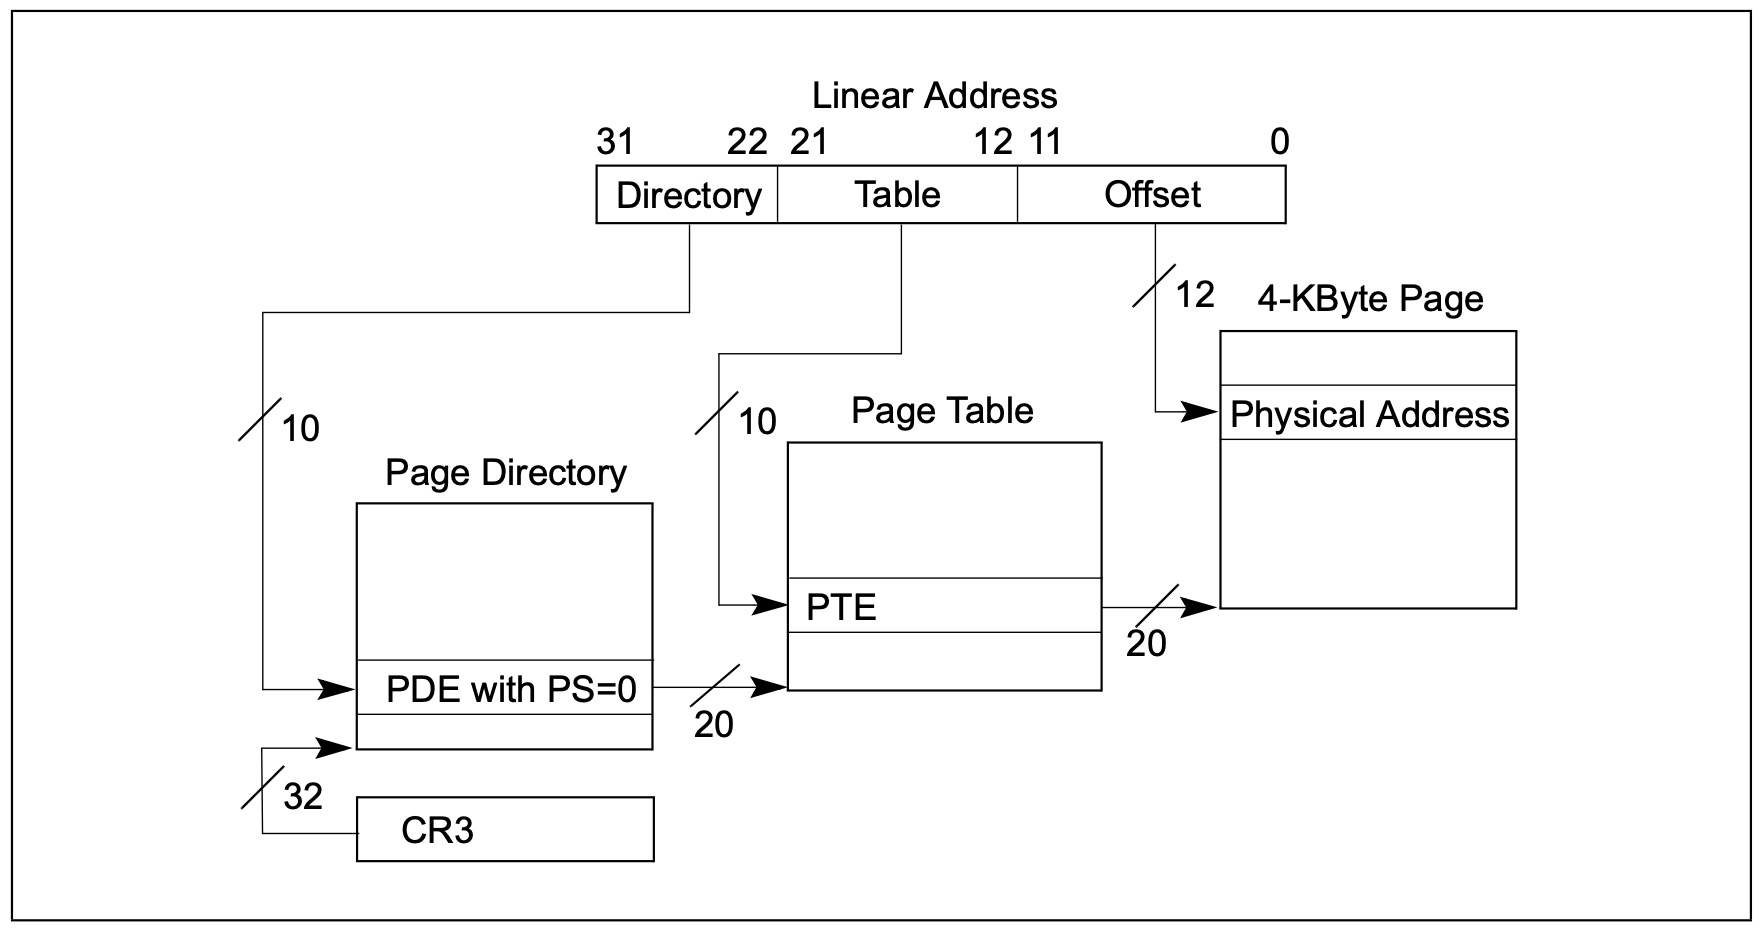 Linear Address
31 22 21 12 11 0
Directory Table Offset
12
4-KByte Page
Physical Address
10
10
Page Table
Page Directory
PTE
20
PDE with PS=0
20
32
CR3